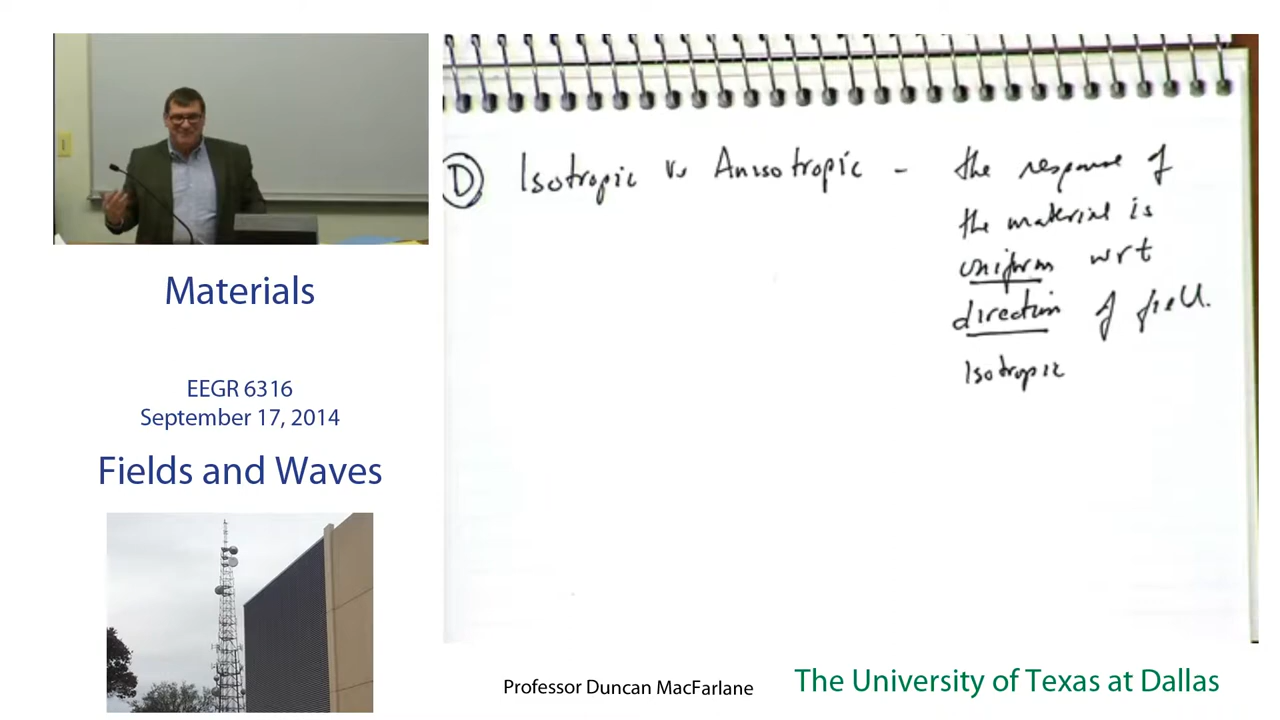 Materials
EEGR 6316
September 17, 2014
Fields and Waves
D Isotropic vs Anisotropic - the response of
the material is
uniform wrt
direction of field.
Isotropic
Professor Duncan MacFarlane
The University of Texas at Dallas